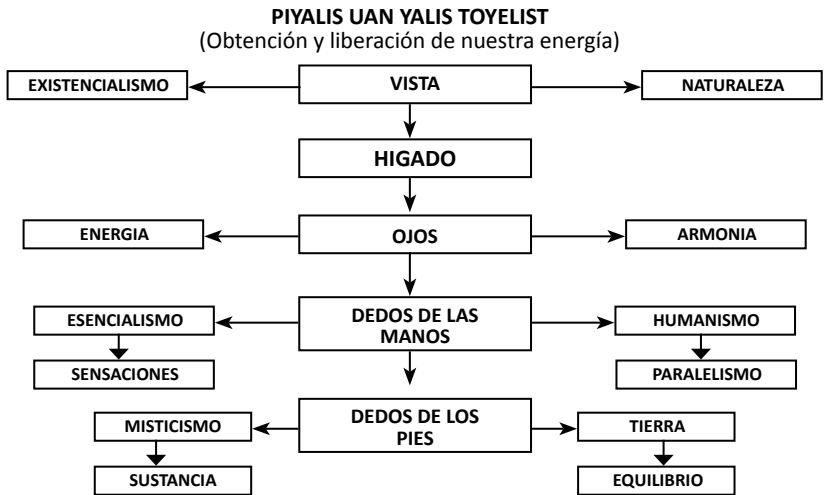 PIYALIS UAN YALIS TOYELIST
(Obtención y liberación de nuestra energía)
EXISTENCIALISMO
VISTA
NATURALEZA
HIGADO
ENERGIA
OJOS
ARMONIA
ESENCIALISMO
DEDOS DE LAS
MANOS
HUMANISMO
SENSACIONES
PARALELISMO
MISTICISMO
DEDOS DE LOS
PIES
TIERRA
SUSTANCIA
EQUILIBRIO